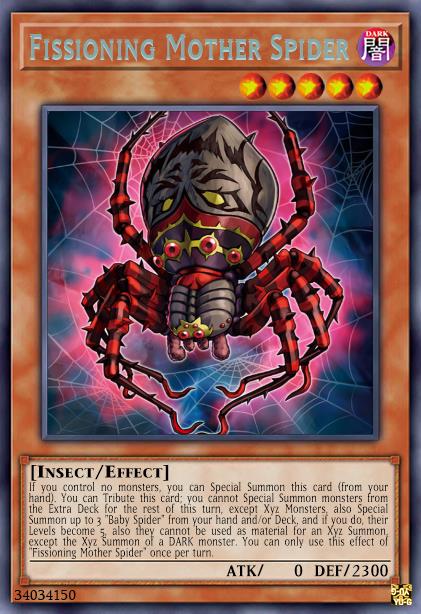 Fissioning Mother Spider
DARK
闇
[Insect/Effect]
If you control no monsters, you can Special Summon this card (from your
hand). You can Tribute this card; you cannot Special Summon monsters from
the Extra Deck for the rest of this turn, except Xyz Monsters, also Special
Summon up to 3 "Baby Spider" from your hand and/or Deck, and if you do, their
Levels become 5, also they cannot be used as material for an Xyz Summon,
except the Xyz Summon of a DARK monster. You can only use this effect of
"Fissioning Mother Spider" once per turn.
ATK/ 0 DEF/2300
34034150